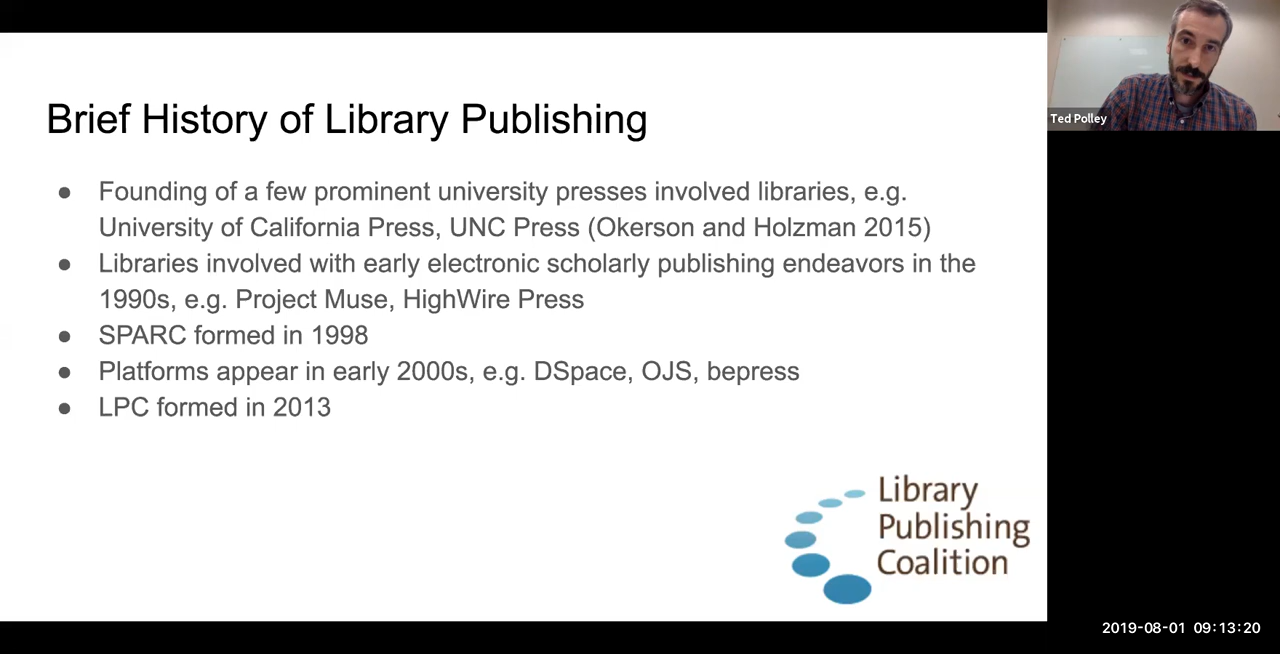 Brief History of Library Publishing
● Founding of a few prominent university presses involved libraries, e.g.
University of California Press, UNC Press (Okerson and Holzman 2015)
● Libraries involved with early electronic scholarly publishing endeavors in the
1990s, e.g. Project Muse, HighWire Press
● SPARC formed in 1998
● Platforms appear in early 2000s, e.g. DSpace, OJS, bepress
● LPC formed in 2013
Library
Publishing
Coalition
Ted Polley
2019-08-01 09:13:20